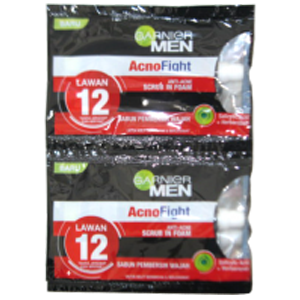 BARU
GARNIER
MEN
AcnoFight
ANTI-ACNE
SCRUB IN FOAM
LAWAN
12
SABUN PEMBERSIH WAJAH
BARU
GARNIER
MEN
AcnoFight
ANTI-ACNE
SCRUB IN FOAM
LAWAN
12
SABUN PEMBERSIH WAJAH